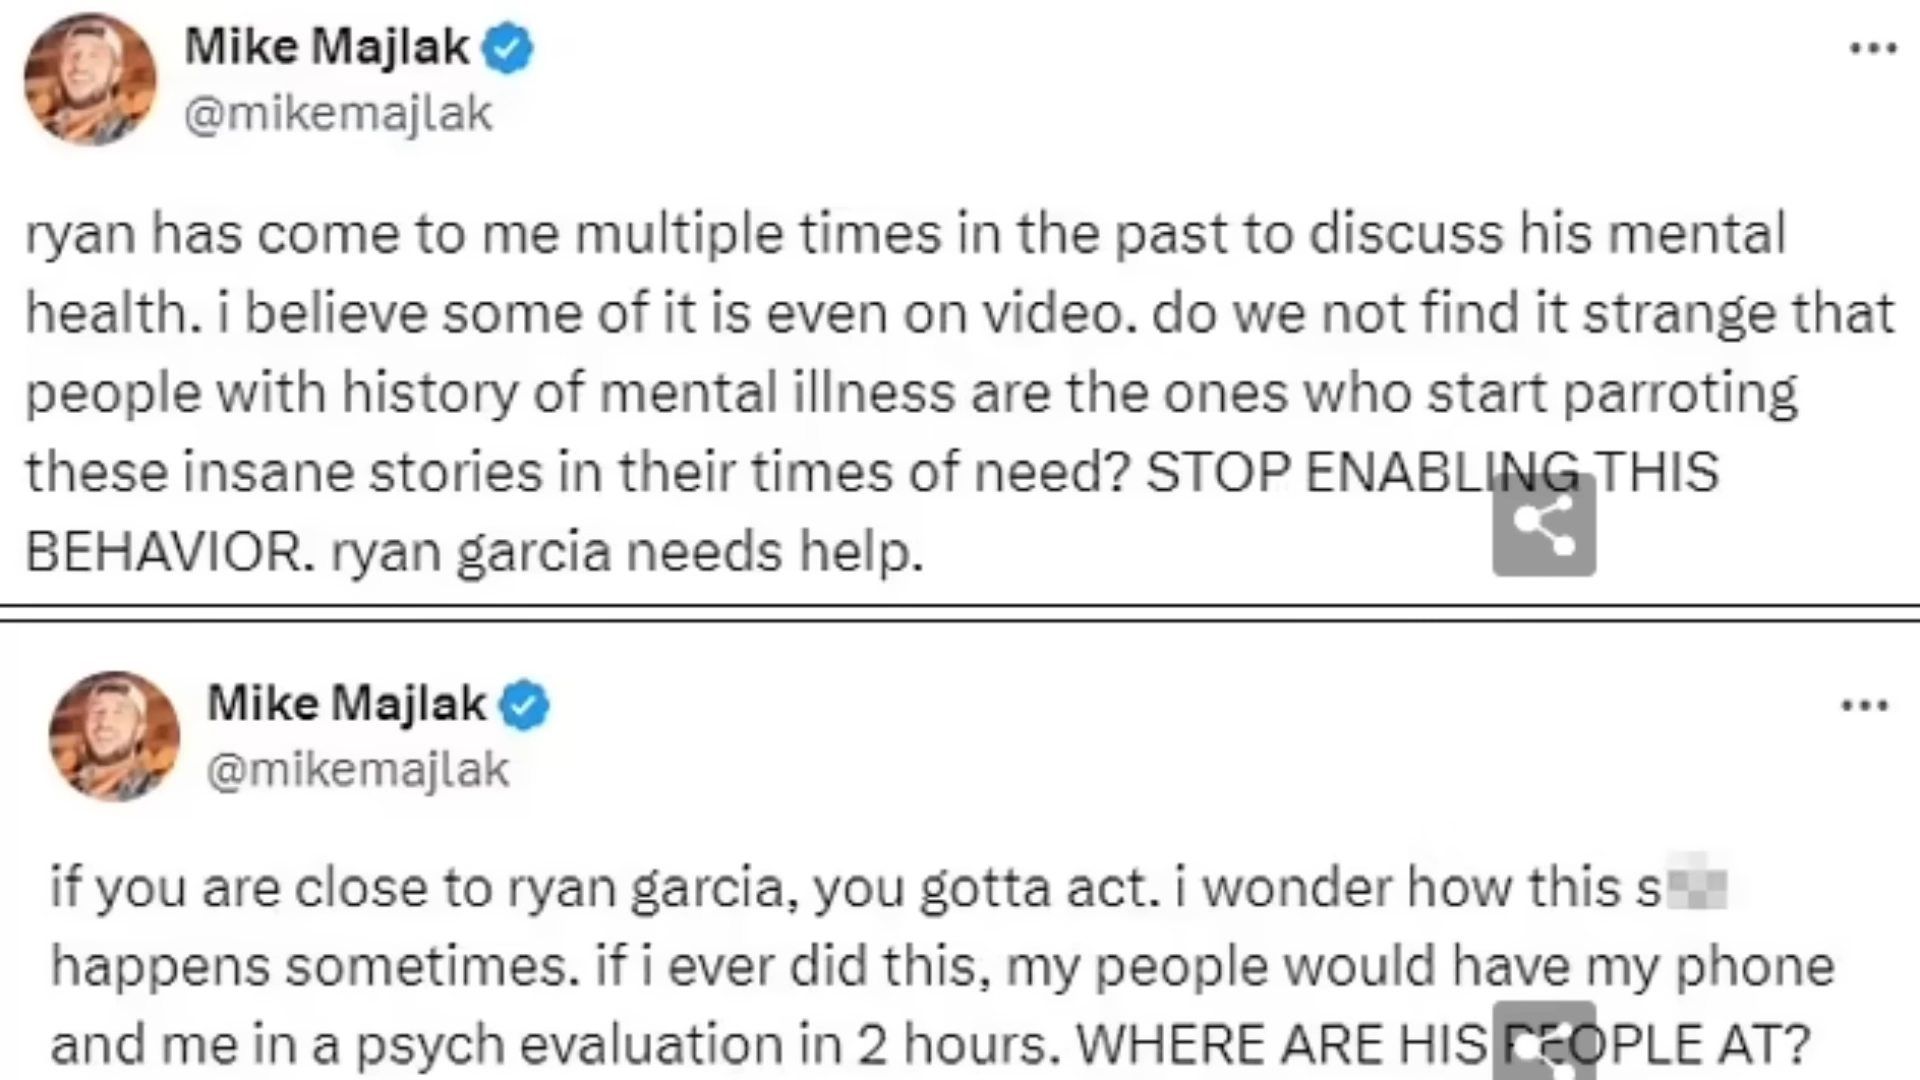 Mike Majlak
@mikemajlak
ryan has come to me multiple times in the past to discuss his mental
health. i believe some of it is even on video. do we not find it strange that
people with history of mental illness are the ones who start parroting
these insane stories in their times of need? STOP ENABLING THIS
BEHAVIOR. ryan garcia needs help.
Mike Majlak
@mikemajlak
if you are close to ryan garcia, you gotta act. i wonder how this s
happens sometimes. if i ever did this, my people would have my phone
and me in a psych evaluation in 2 hours. WHERE ARE HIS PEOPLE AT?